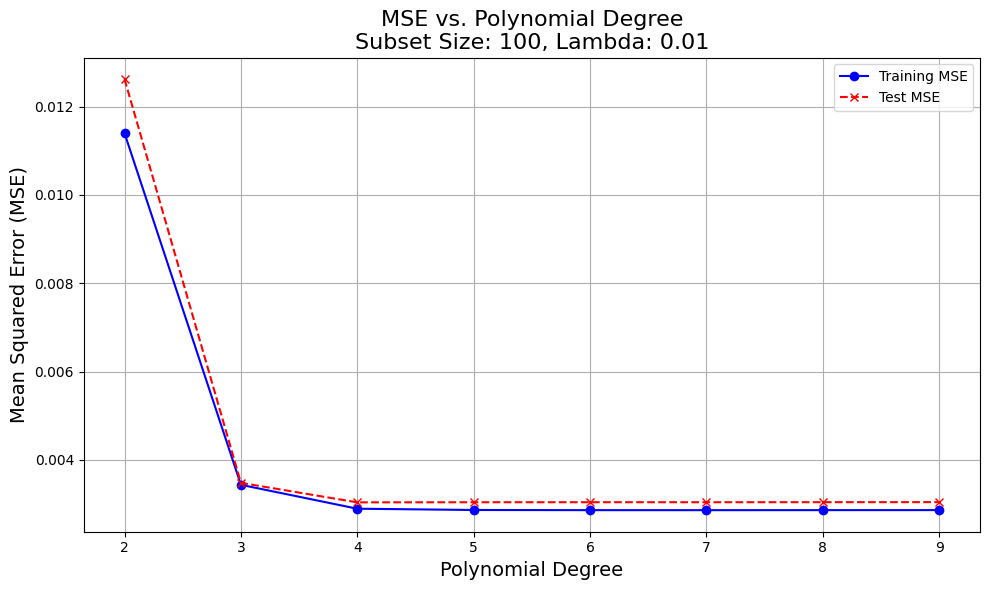 MSE vs. Polynomial Degree
Subset Size: 100, Lambda: 0.01
Training MSE
Test MSE
Mean Squared Error (MSE)
0.012
0.010
0.008
0.006
0.004
2 3 4 5 6 7 8 9
Polynomial Degree